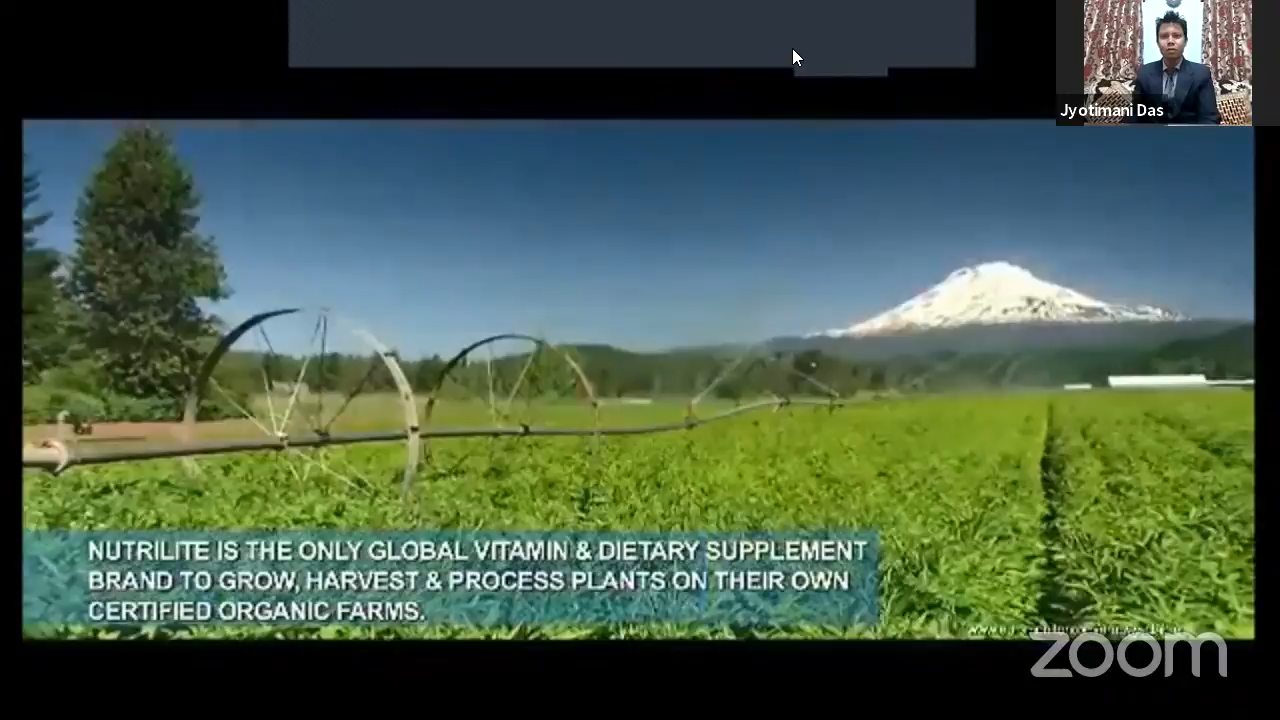 Jyotimani Das
NUTRILITE IS THE ONLY GLOBAL VITAMIN & DIETARY SUPPLEMENT
BRAND TO GROW, HARVEST & PROCESS PLANTS ON THEIR OWN
CERTIFIED ORGANIC FARMS.
zoom